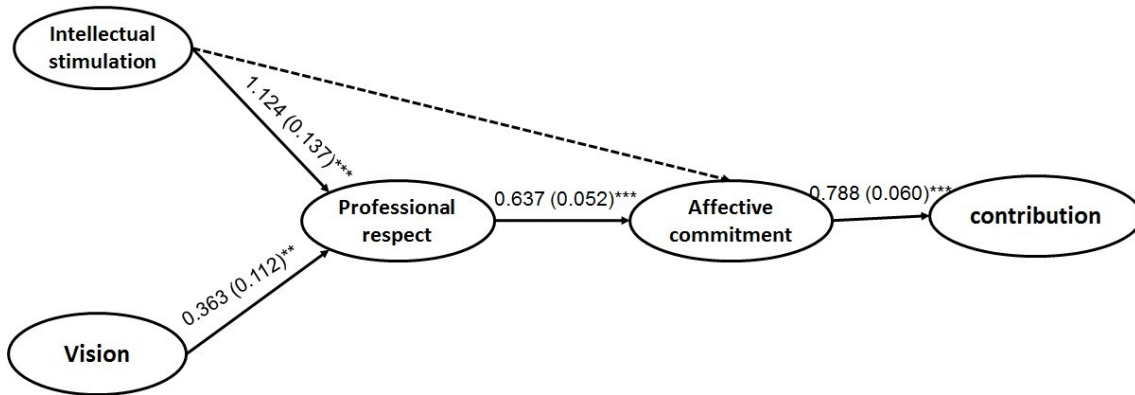 Intellectual
stimulation
1.124 (0.137)***
Professional
respect
0.637 (0.052)***
Affective
commitment
0.788 (0.060)***
contribution
0.363 (0.112)**
Vision